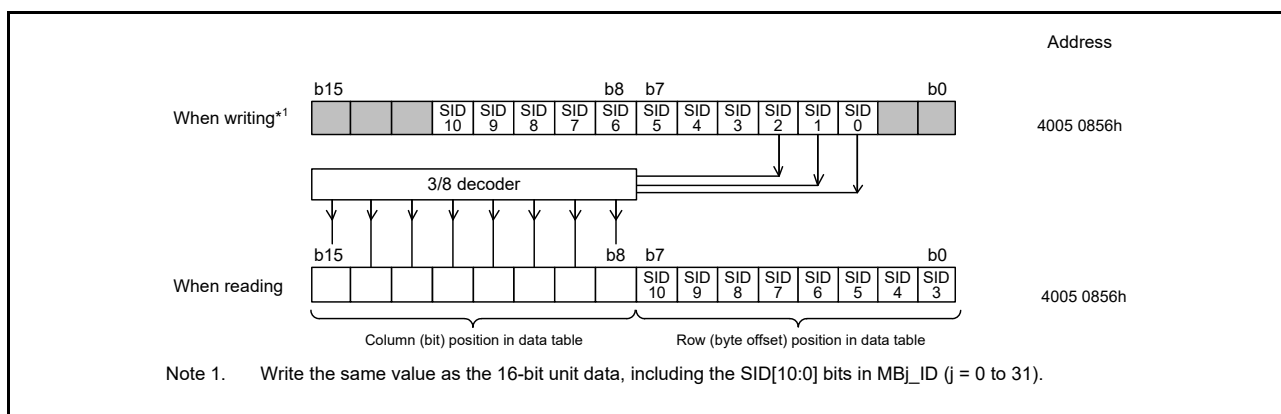 Address
b15 b8 b7 b0
When writing*1 SID 10 SID 9 SID 8 SID 7 SID 6 SID 5 SID 4 SID 3 SID 2 SID 1 SID 0 4005 0856h
3/8 decoder
b15 b8 b7 b0
When reading SID 10 SID 9 SID 8 SID 7 SID 6 SID 5 SID 4 SID 3 4005 0856h
Column (bit) position in data table Row (byte offset) position in data table
Note 1. Write the same value as the 16-bit unit data, including the SID[10:0] bits in MBj_ID (j = 0 to 31).